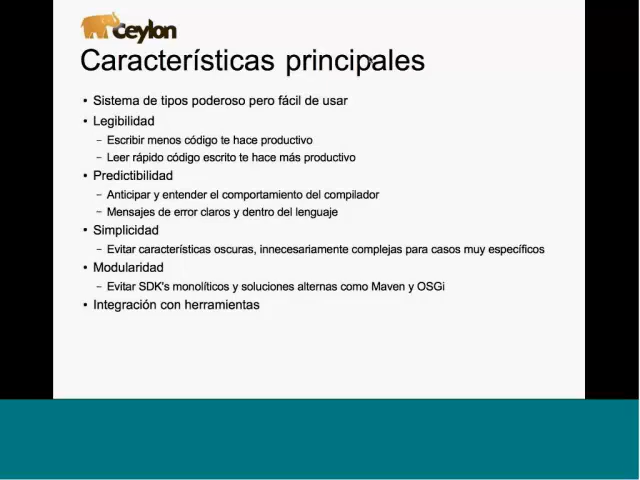 Ceylon
Características principales
• Sistema de tipos poderoso pero fácil de usar
• Legibilidad
– Escribir menos código te hace productivo
– Leer rápido código escrito te hace más productivo
• Predictibilidad
– Anticipar y entender el comportamiento del compilador
– Mensajes de error claros y dentro del lenguaje
• Simplicidad
– Evitar características oscuras, innecesariamente complejas para casos muy específicos
• Modularidad
– Evitar SDK's monolíticos y soluciones alternas como Maven y OSGi
• Integración con herramientas